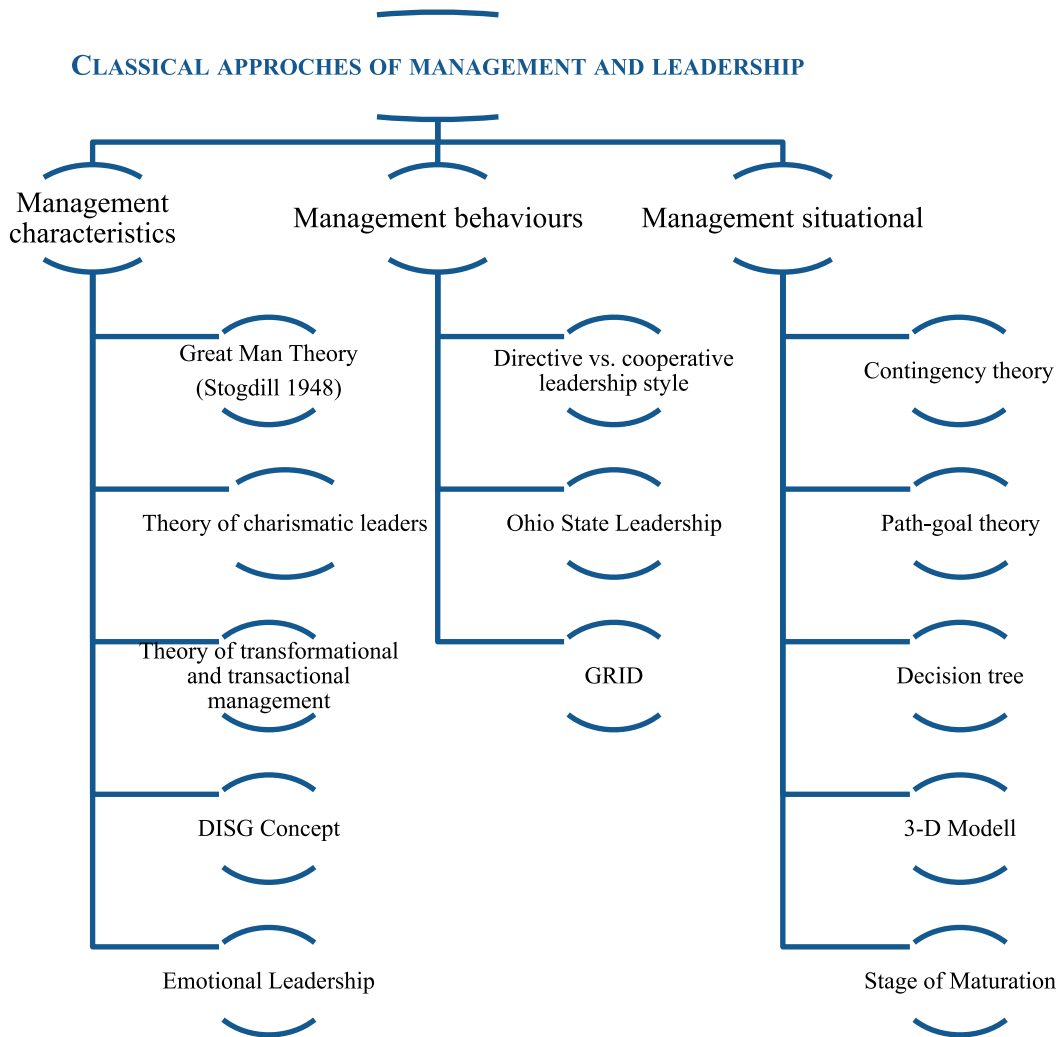 CLASSICAL APPROCHES OF MANAGEMENT AND LEADERSHIP
Management
characteristics
Great Man Theory
(Stogdill 1948)
Theory of charismatic leaders
Theory of transformational
and transactional
management
DISG Concept
Emotional Leadership
Management behaviours
Directive vs. cooperative
leadership style
Ohio State Leadership
GRID
Management situational
Contingency theory
Path-goal theory
Decision tree
3-D Modell
Stage of Maturation